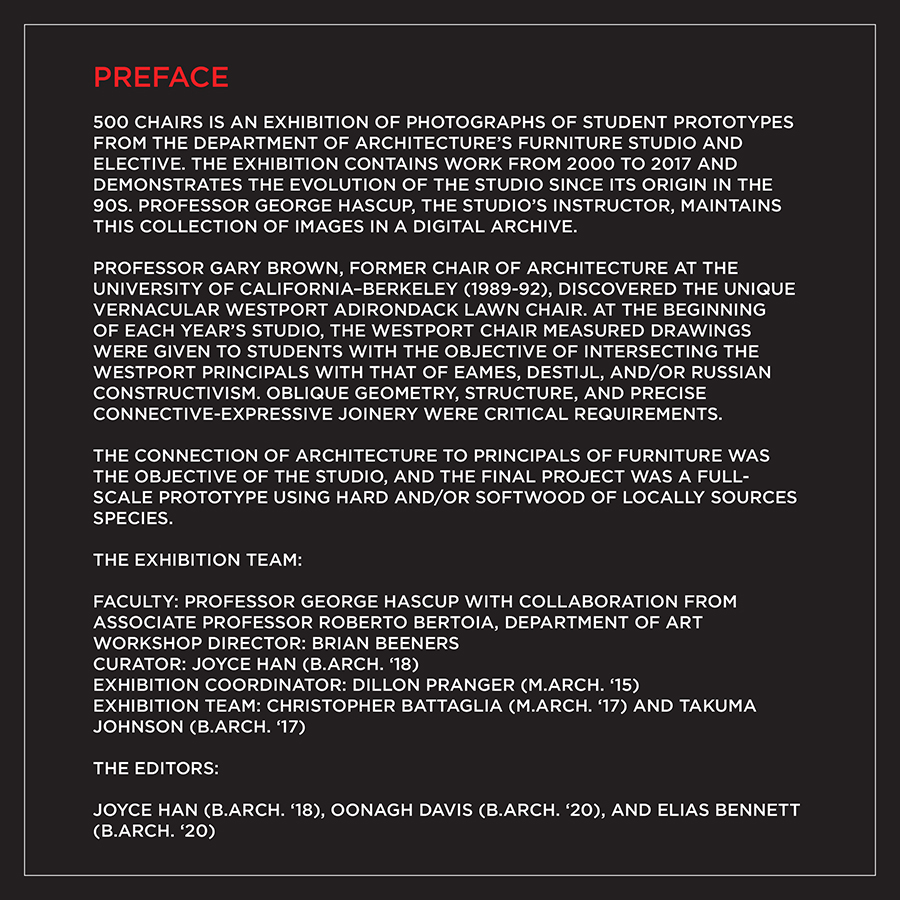 PREFACE
500 CHAIRS IS AN EXHIBITION OF PHOTOGRAPHS OF STUDENT PROTOTYPES
FROM THE DEPARTMENT OF ARCHITECTURE’S FURNITURE STUDIO AND
ELECTIVE. THE EXHIBITION CONTAINS WORK FROM 2000 TO 2017 AND
DEMONSTRATES THE EVOLUTION OF THE STUDIO SINCE ITS ORIGIN IN THE
90S. PROFESSOR GEORGE HASCUP, THE STUDIO’S INSTRUCTOR, MAINTAINS
THIS COLLECTION OF IMAGES IN A DIGITAL ARCHIVE.
PROFESSOR GARY BROWN, FORMER CHAIR OF ARCHITECTURE AT THE
UNIVERSITY OF CALIFORNIA–BERKELEY (1989-92), DISCOVERED THE UNIQUE
VERNACULAR WESTPORT ADIRONDACK LAWN CHAIR. AT THE BEGINNING
OF EACH YEAR’S STUDIO, THE WESTPORT CHAIR MEASURED DRAWINGS
WERE GIVEN TO STUDENTS WITH THE OBJECTIVE OF INTERSECTING THE
WESTPORT PRINCIPALS WITH THAT OF EAMES, DESTIJL, AND/OR RUSSIAN
CONSTRUCTIVISM. OBLIQUE GEOMETRY, STRUCTURE, AND PRECISE
CONNECTIVE-EXPRESSIVE JOINERY WERE CRITICAL REQUIREMENTS.
THE CONNECTION OF ARCHITECTURE TO PRINCIPALS OF FURNITURE WAS
THE OBJECTIVE OF THE STUDIO, AND THE FINAL PROJECT WAS A FULL-
SCALE PROTOTYPE USING HARD AND/OR SOFTWOOD OF LOCALLY SOURCES
SPECIES.
THE EXHIBITION TEAM:
FACULTY: PROFESSOR GEORGE HASCUP WITH COLLABORATION FROM
ASSOCIATE PROFESSOR ROBERTO BERTOIA, DEPARTMENT OF ART
WORKSHOP DIRECTOR: BRIAN BEENERS
CURATOR: JOYCE HAN (B.ARCH. ‘18)
EXHIBITION COORDINATOR: DILLON PRANGER (M.ARCH. ‘15)
EXHIBITION TEAM: CHRISTOPHER BATTAGLIA (M.ARCH. ‘17) AND TAKUMA
JOHNSON (B.ARCH. ‘17)
THE EDITORS:
JOYCE HAN (B.ARCH. ‘18), OONAGH DAVIS (B.ARCH. ‘20), AND ELIAS BENNETT
(B.ARCH. ‘20)